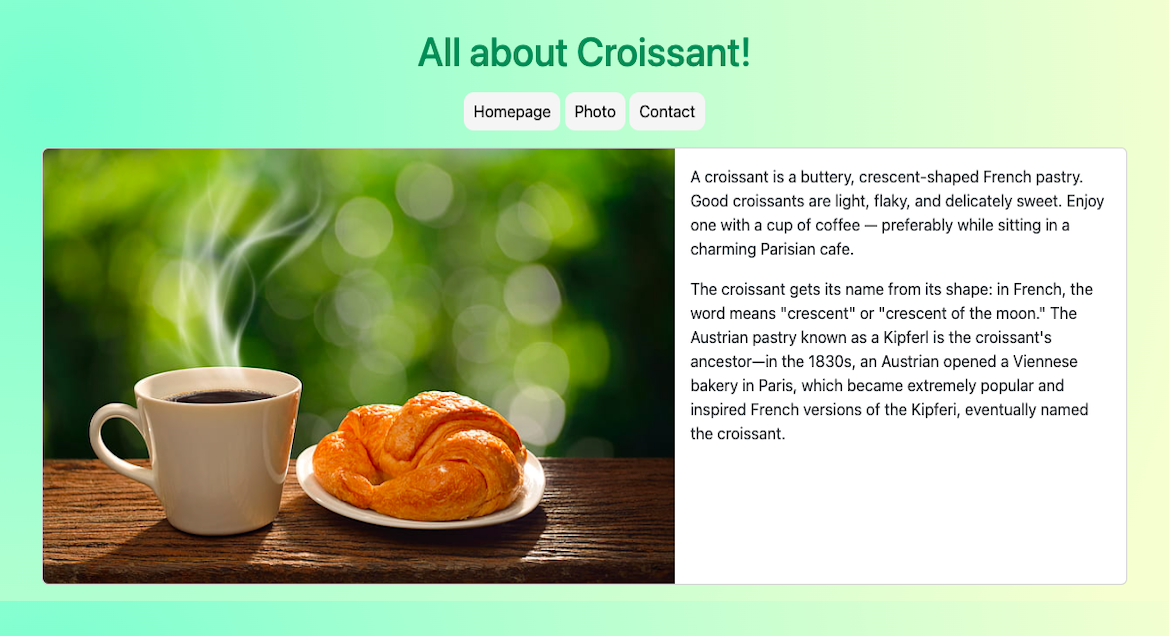 All about Croissant!
Homepage Photo Contact
A croissant is a buttery, crescent-shaped French pastry.
Good croissants are light, flaky, and delicately sweet. Enjoy
one with a cup of coffee — preferably while sitting in a
charming Parisian cafe.
The croissant gets its name from its shape: in French, the
word means "crescent" or "crescent of the moon." The
Austrian pastry known as a Kipferl is the croissant's
ancestor—in the 1830s, an Austrian opened a Viennese
bakery in Paris, which became extremely popular and
inspired French versions of the Kipferi, eventually named
the croissant.